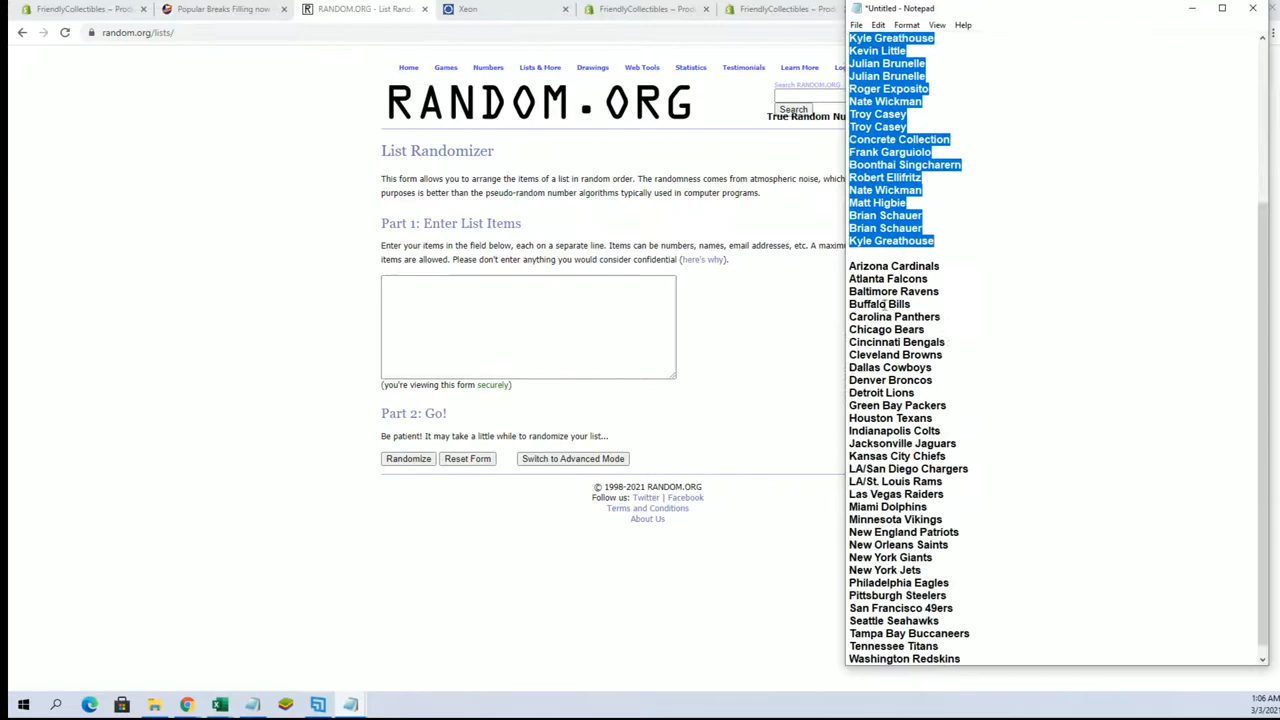 FriendlyCollectibles – Prod
Popular Breaks Filling now –
RANDOM.ORG - List Rando
Xeon
FriendlyCollectibles – Prod
FriendlyCollectibles – Prod
random.org/lists/
Home Games Numbers Lists & More Drawings Web Tools Statistics Testimonials Learn More
Search RANDOM.ORG
Search
RANDOM.ORG
True Random
List Randomizer
This form allows you to arrange the items of a list in random order. The randomness comes from atmospheric noise, which
purposes is better than the pseudo-random number algorithms typically used in computer programs.
Part 1: Enter List Items
Enter your items in the field below, each on a separate line. Items can be numbers, names, email addresses, etc. A
items are allowed. Please don't enter anything you would consider confidential (here's why).
(you're viewing this form securely)
Part 2: Go!
Be patient! It may take a little while to randomize your list...
Randomize Reset Form Switch to Advanced Mode
© 1998-2021 RANDOM.ORG
Follow us: Twitter | Facebook
Terms and Conditions
About Us
*Untitled - Notepad
File Edit Format View Help
Kyle Greathouse
Kevin Little
Julian Brunelle
Julian Brunelle
Roger Exposito
Nate Wickman
Troy Casey
Troy Casey
Concrete Collection
Frank Garguiolo
Boonthai Singcharern
Robert Ellifritz
Nate Wickman
Matt Higbie
Brian Schauer
Brian Schauer
Kyle Greathouse
Arizona Cardinals
Atlanta Falcons
Baltimore Ravens
Buffalo Bills
Carolina Panthers
Chicago Bears
Cincinnati Bengals
Cleveland Browns
Dallas Cowboys
Denver Broncos
Detroit Lions
Green Bay Packers
Houston Texans
Indianapolis Colts
Jacksonville Jaguars
Kansas City Chiefs
LA/San Diego Chargers
LA/St. Louis Rams
Las Vegas Raiders
Miami Dolphins
Minnesota Vikings
New England Patriots
New Orleans Saints
New York Giants
New York Jets
Philadelphia Eagles
Pittsburgh Steelers
San Francisco 49ers
Seattle Seahawks
Tampa Bay Buccaneers
Tennessee Titans
Washington Redskins
1:06 AM
3/3/2021